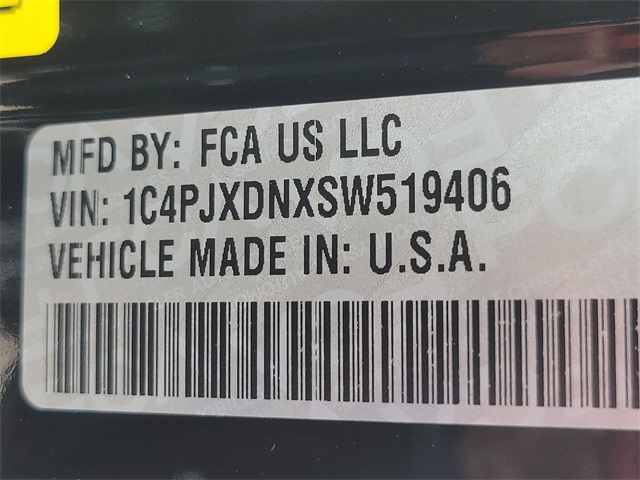 MFD BY: FCA US LLC
VIN: 1C4PJXDNXSW519406
VEHICLE MADE IN: U.S.A.